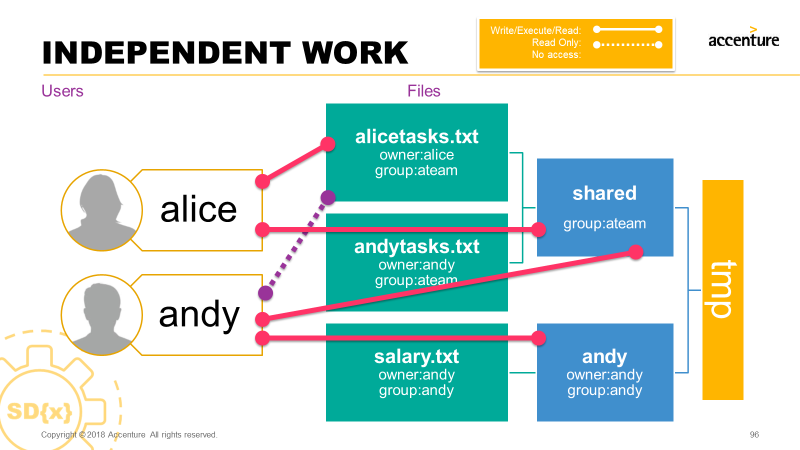 INDEPENDENT WORK
Write/Execute/Read:
Read Only:
No access:
accenture
Users
Files
alice
andy
alicetasks.txt
owner:alice
group:ateam
andytasks.txt
owner:andy
group:ateam
salary.txt
owner:andy
group:andy
shared
group:ateam
andy
owner:andy
group:andy
tmp
SD{x}
Copyright © 2018 Accenture All rights reserved.
96